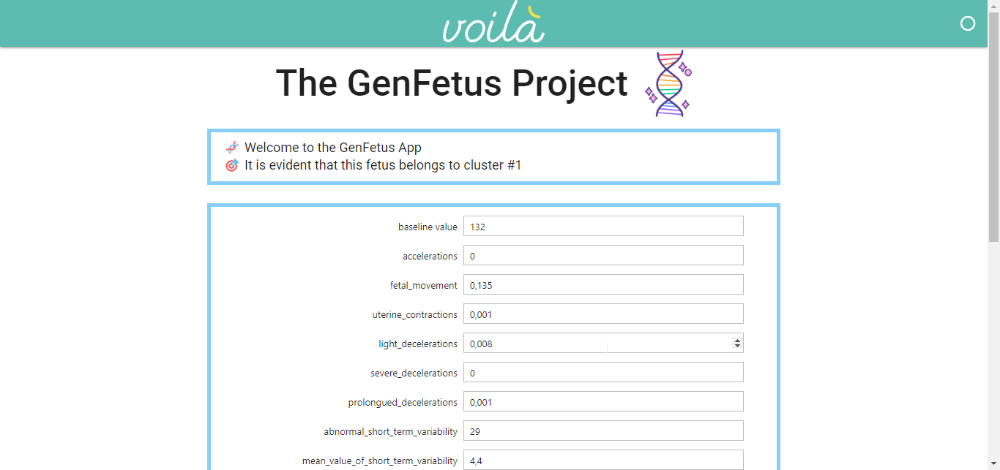 voilà
The GenFetus Project
Welcome to the GenFetus App
It is evident that this fetus belongs to cluster #1
baseline value 132
accelerations 0
fetal_movement 0,135
uterine_contractions 0,001
light_decelerations 0,008
severe_decelerations 0
prolongued_decelerations 0,001
abnormal_short_term_variability 29
mean_value_of_short_term_variability 4,4